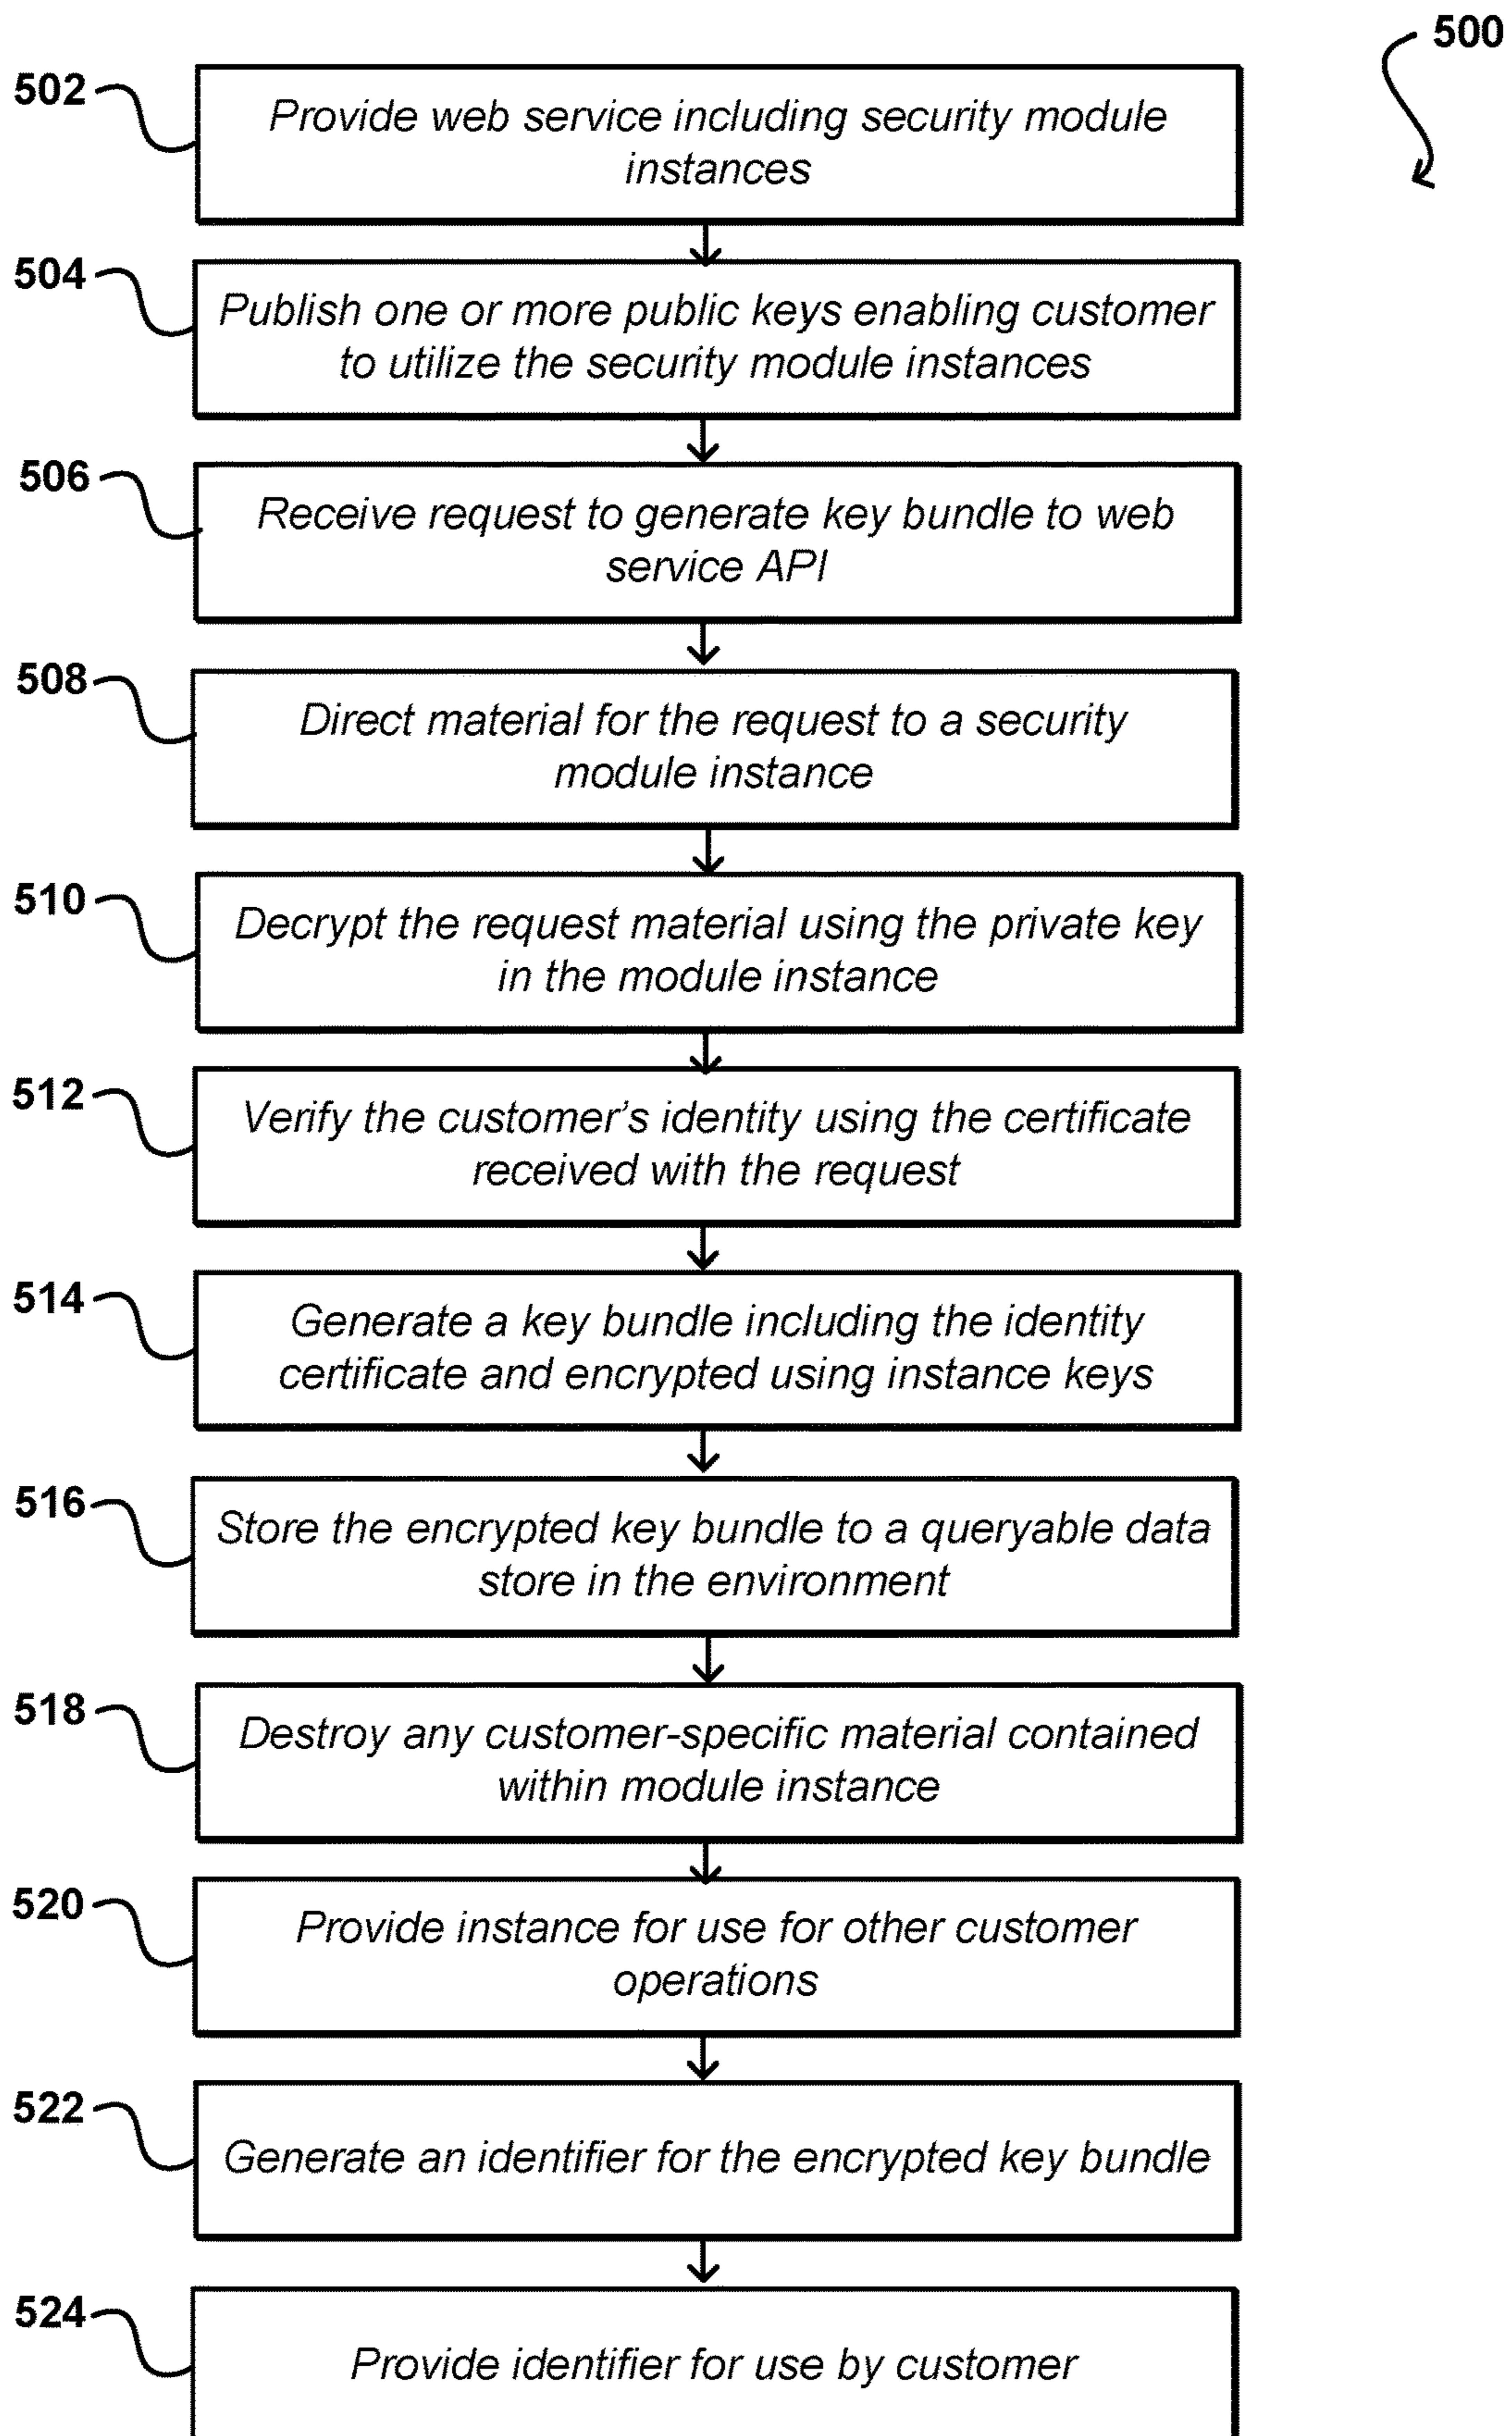 500
502
Provide web service including security module
instances
504
Publish one or more public keys enabling customer
to utilize the security module instances
506
Receive request to generate key bundle to web
service API
508
Direct material for the request to a security
module instance
510
Decrypt the request material using the private key
in the module instance
512
Verify the customer's identity using the certificate
received with the request
514
Generate a key bundle including the identity
certificate and encrypted using instance keys
516
Store the encrypted key bundle to a queryable data
store in the environment
518
Destroy any customer-specific material contained
within module instance
520
Provide instance for use for other customer
operations
522
Generate an identifier for the encrypted key bundle
524
Provide identifier for use by customer